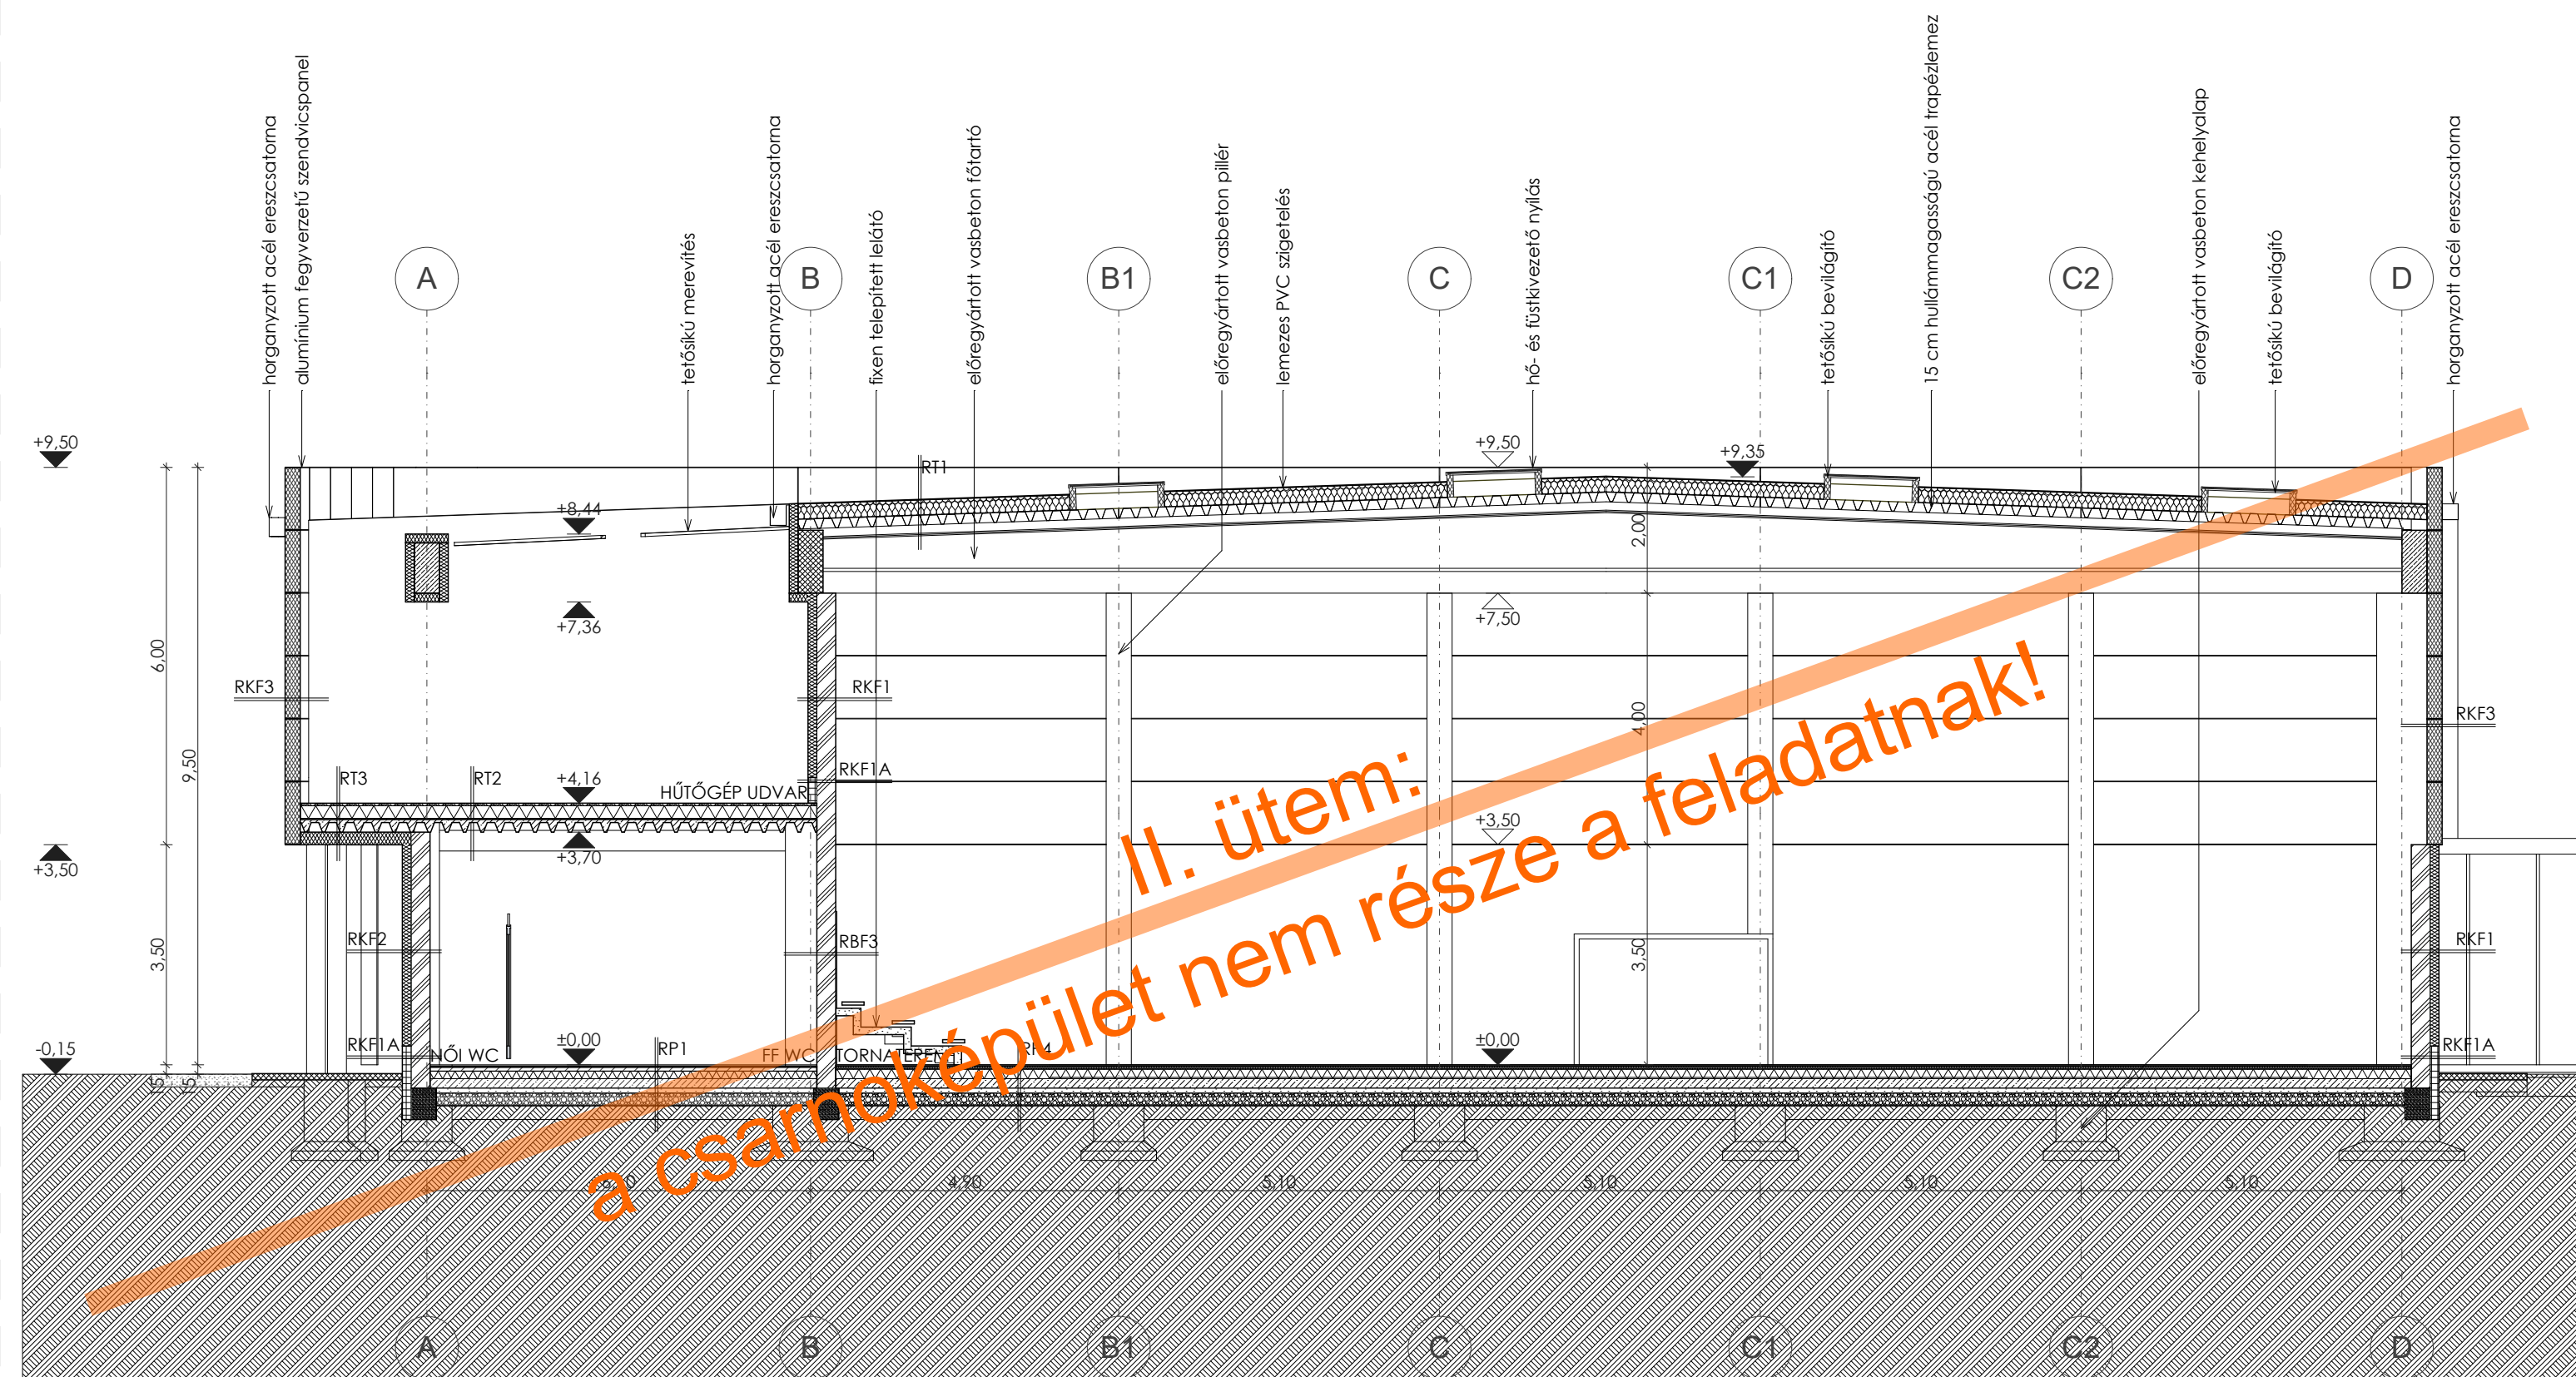 horganyzott acél ereszcsatorna
alumínium fegyverzetű szendvicspanel
tetősíkú merevítés
horganyzott acél ereszcsatorna
fixen telepített lelátó
előregyártott vasbeton főtartó
előregyártott vasbeton pillér
lemezes PVC szigetelés
hő- és füstkivezető nyílás
tetősíkú bevilágító
15 cm hullámmagasságú acél trapézlemez
előregyártott vasbeton kehelyalap
tetősíkú bevilágító
horganyzott acél ereszcsatorna
A
B
B1
C
C1
C2
D
+9,50
+9,50
+9,35
RT1
+8,44
2,00
+7,36
+7,50
6,00
RKF3
RKF1
4,00
RKF3
9,50
RT3
RT2
+4,16
HŰTŐGÉP UDVAR
RKF1A
+3,50
+3,70
+3,50
II. ütem:
a csarnoképület nem része a feladatnak!
3,50
RKF2
RBF3
3,50
RKF1
-0,15
RKF1A
NŐI WC
±0,00
RP1
FF WC
±0,00
RKF1A
15
15
4,90
5,10
5,10
5,10
5,10
A
B
B1
C
C1
C2
D